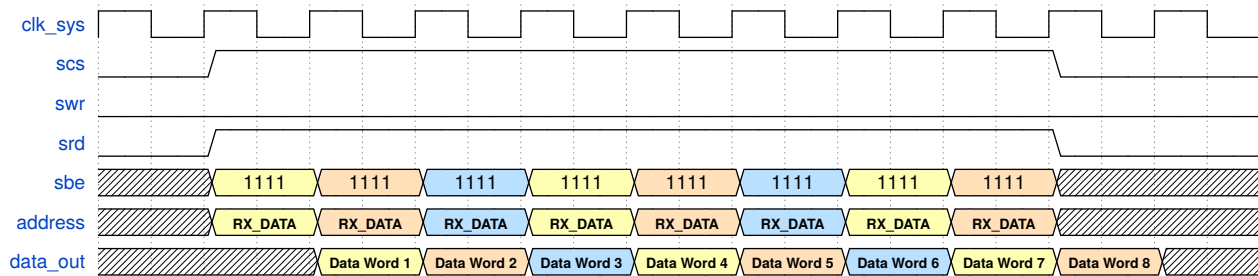 clk_sys
scs
swr
srd
sbe 1111 1111 1111 1111 1111 1111 1111 1111
address RX_DATA RX_DATA RX_DATA RX_DATA RX_DATA RX_DATA RX_DATA RX_DATA
data_out Data Word 1 Data Word 2 Data Word 3 Data Word 4 Data Word 5 Data Word 6 Data Word 7 Data Word 8